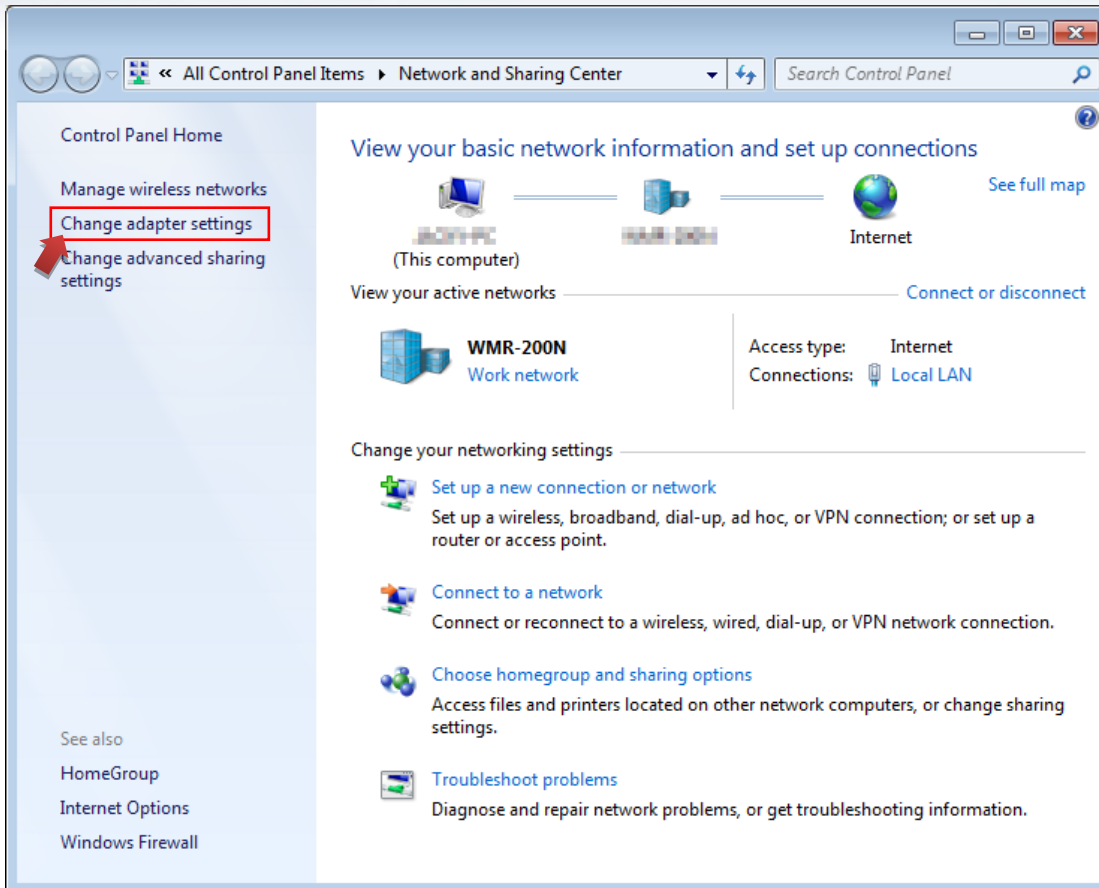 « All Control Panel Items ▸ Network and Sharing Center
Search Control Panel
Control Panel Home
Manage wireless networks
Change adapter settings
Change advanced sharing
settings
See also
HomeGroup
Internet Options
Windows Firewall
View your basic network information and set up connections
See full map
(This computer)
Internet
View your active networks
Connect or disconnect
WMR-200N
Work network
Access type: Internet
Connections: Local LAN
Change your networking settings
Set up a new connection or network
Set up a wireless, broadband, dial-up, ad hoc, or VPN connection; or set up a
router or access point.
Connect to a network
Connect or reconnect to a wireless, wired, dial-up, or VPN network connection.
Choose homegroup and sharing options
Access files and printers located on other network computers, or change sharing
settings.
Troubleshoot problems
Diagnose and repair network problems, or get troubleshooting information.